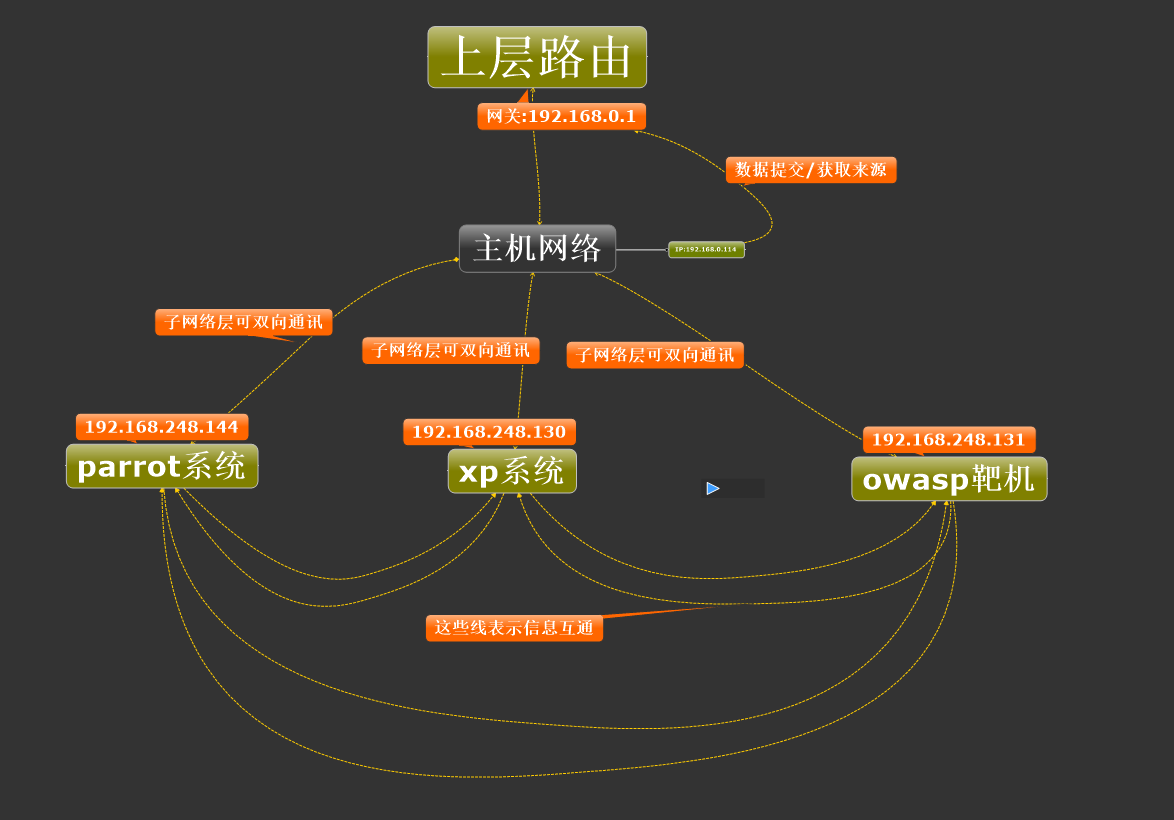 上层路由
网关:192.168.0.1
数据提交/获取来源
主机网络
IP:192.168.0.114
子网络层可双向通讯
子网络层可双向通讯
子网络层可双向通讯
192.168.248.144
192.168.248.130
192.168.248.131
parrot系统
xp系统
owasp靶机
这些线表示信息互通